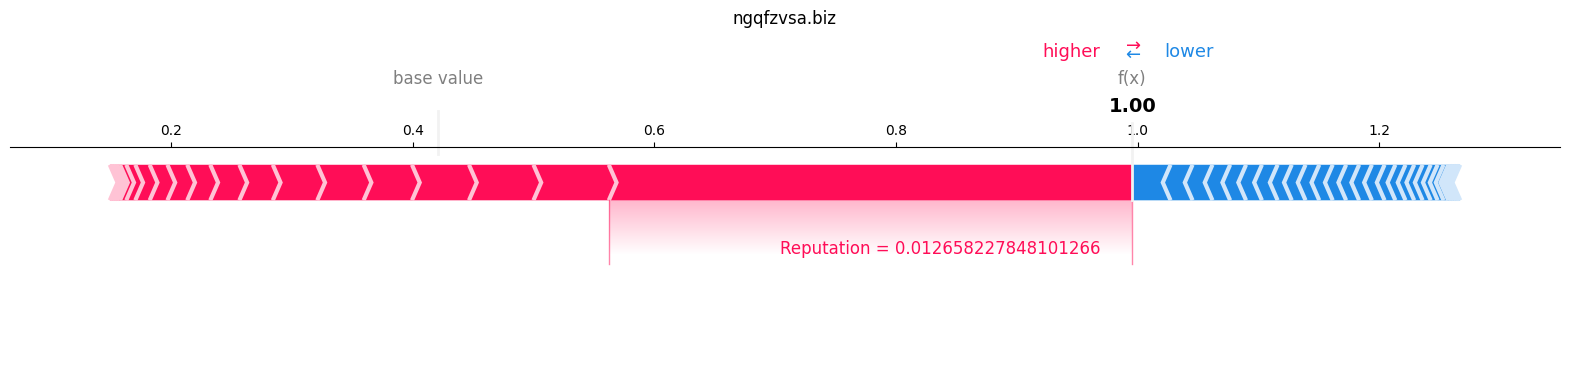 ngqfzvsa.biz
higher ⇄ lower
base value f(x)
1.00
0.2 0.4 0.6 0.8 1.0 1.2
Reputation = 0.012658227848101266